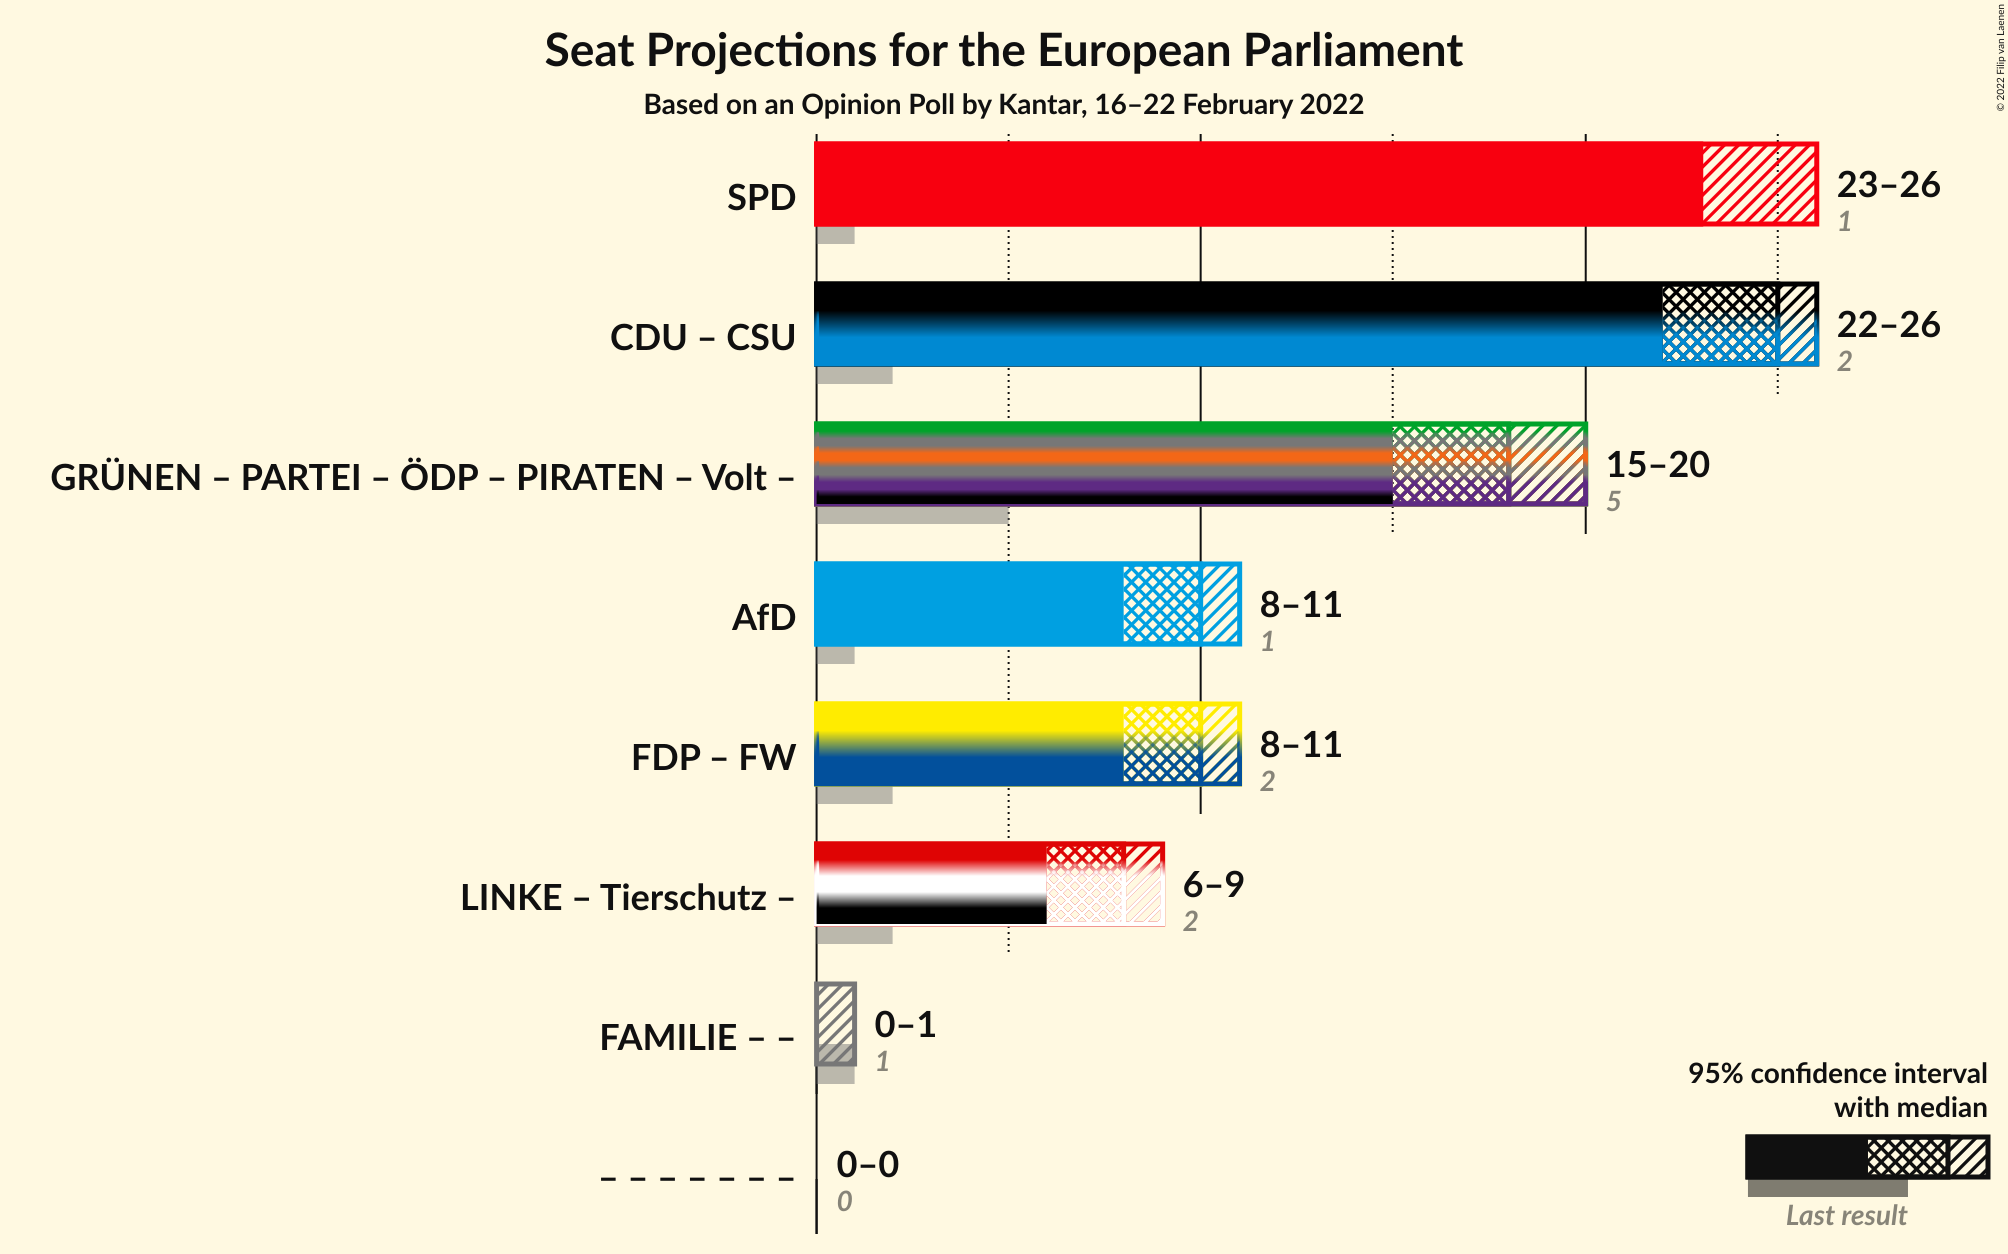 Seat Projections for the European Parliament
Based on an Opinion Poll by Kantar, 16–22 February 2022
© 2022 Filip van Laenen
SPD
23–26
1
CDU – CSU
22–26
2
GRÜNEN – PARTEI – ÖDP – PIRATEN – Volt –
15–20
5
AfD
8–11
1
FDP – FW
8–11
2
LINKE – Tierschutz –
6–9
2
FAMILIE – –
0–1
1
– – – – – – –
0–0
0
95% confidence interval
with median
Last result